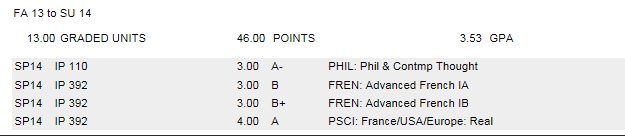 FA 13 to SU 14
13.00 GRADED UNITS 46.00 POINTS 3.53 GPA
SP14 IP 110 3.00 A- PHIL: Phil & Contmp Thought
SP14 IP 392 3.00 B FREN: Advanced French IA
SP14 IP 392 3.00 B+ FREN: Advanced French IB
SP14 IP 392 4.00 A PSCI: France/USA/Europe: Real